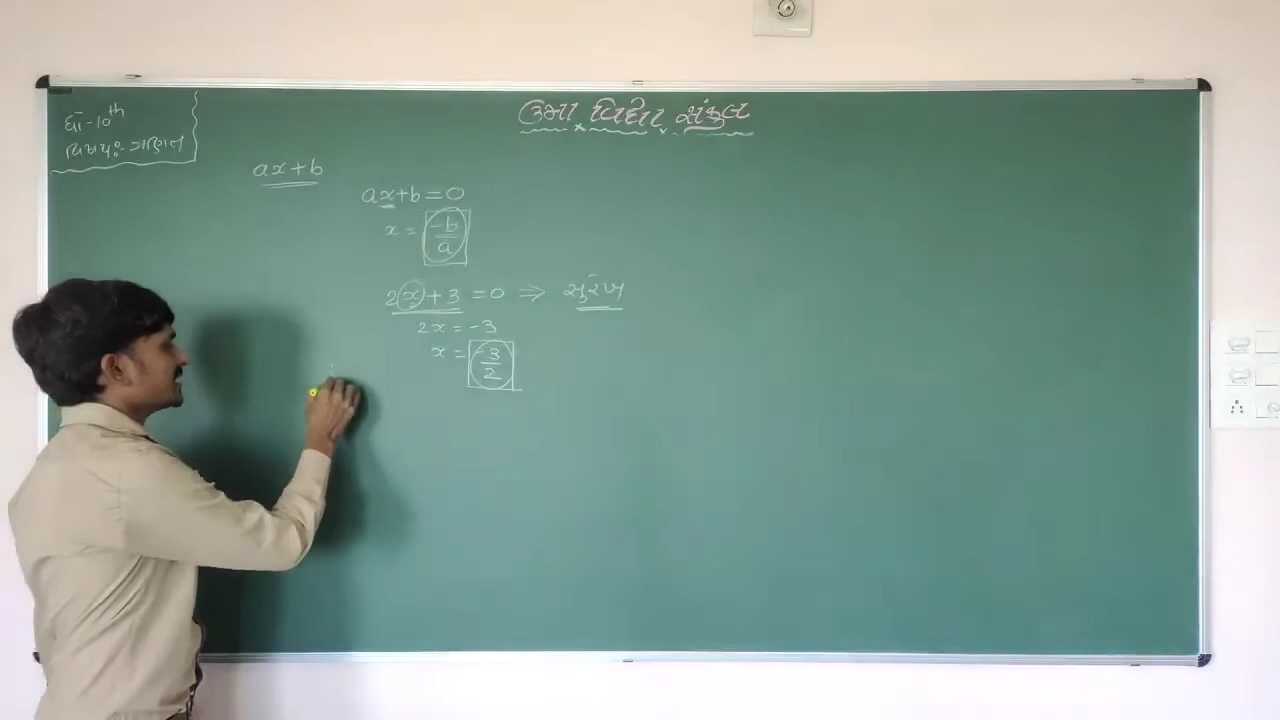 ઉમા વિદ્યા સંકુલ
ધો-10th
વિષય:- ગણિત
ax+b
ax+b=0
x = -b/a
2x+3 =0 ⇒ સુરેખ
2x = -3
x = -3/2